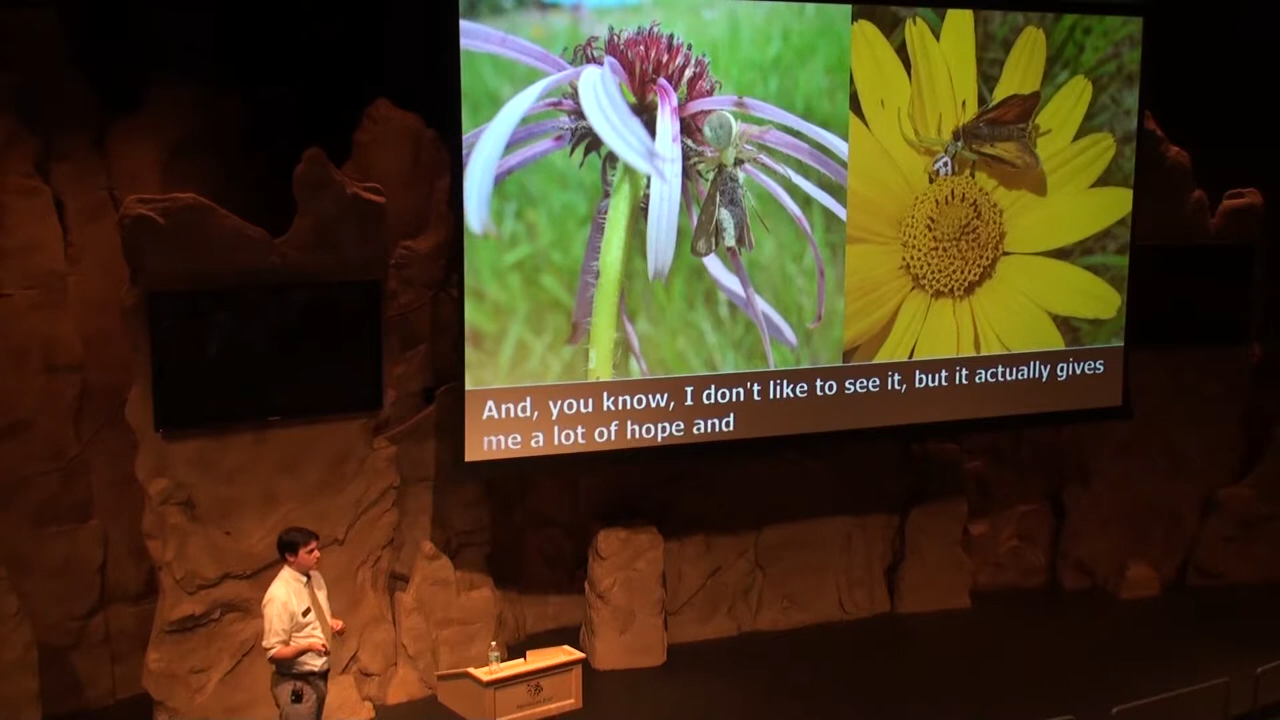 And, you know, I don't like to see it, but it actually gives
me a lot of hope and